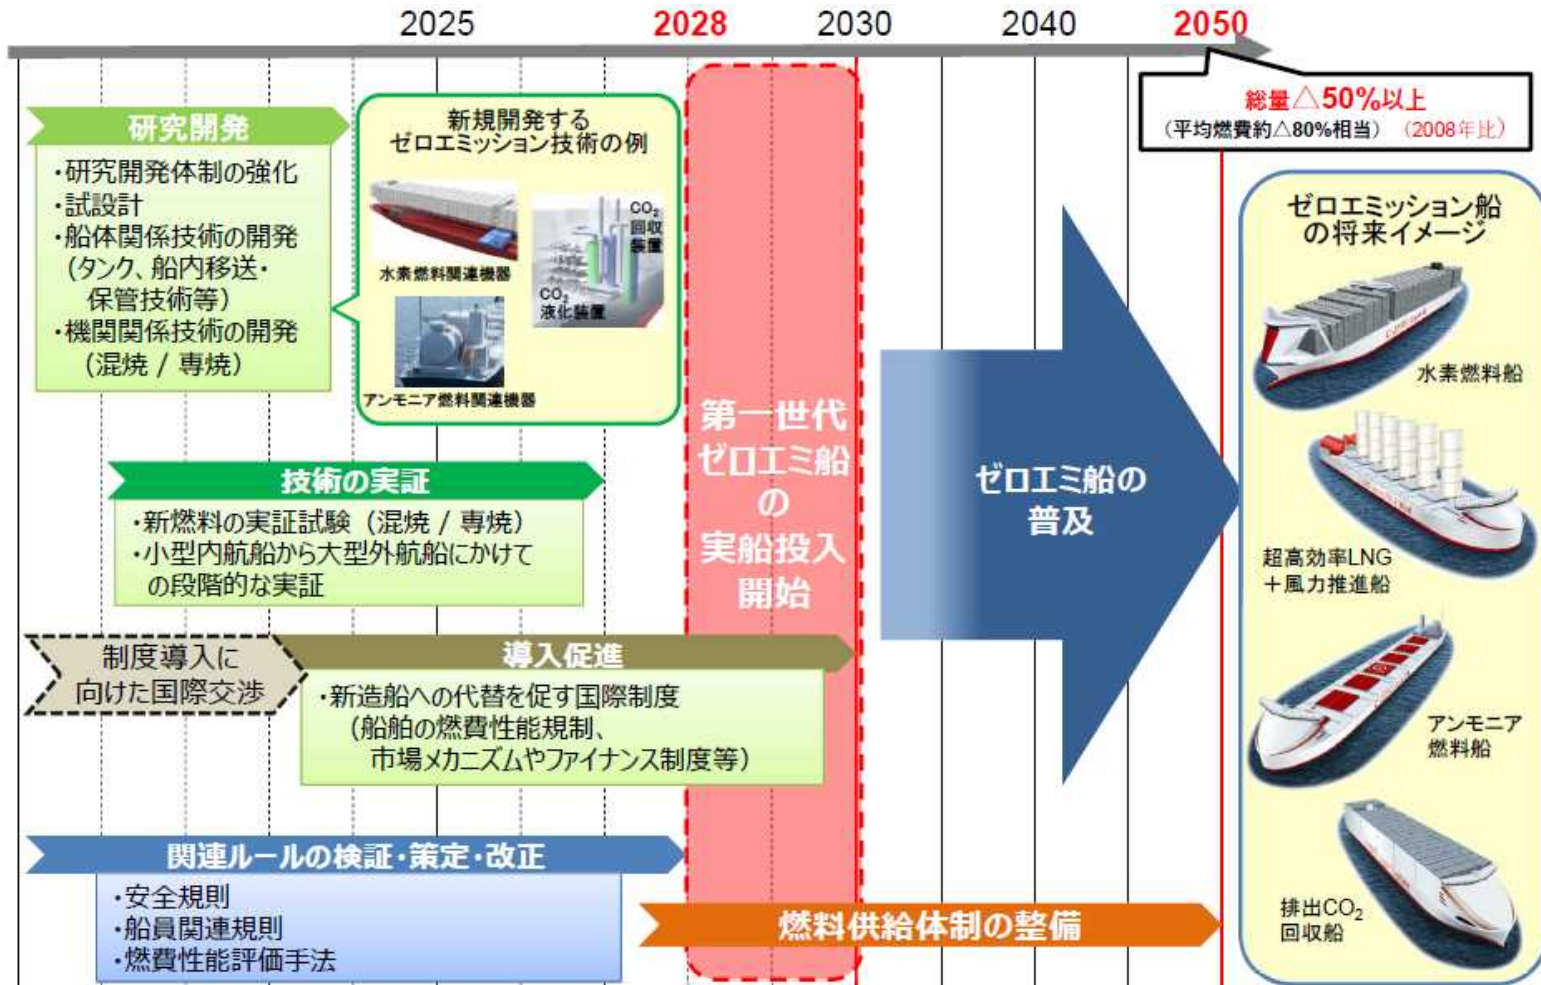 2025
2028
2030
2040
2050
総量△50%以上
(平均燃費約△80%相当) (2008年比)
研究開発
・研究開発体制の強化
・試設計
・船体関係技術の開発
(タンク、船内移送・
保管技術等)
・機関関係技術の開発
(混焼 / 専焼)
新規開発する
ゼロエミッション技術の例
水素燃料関連機器
CO2
回収
装置
CO2
液化装置
アンモニア燃料関連機器
技術の実証
・新燃料の実証試験 (混焼 / 専焼)
・小型内航船から大型外航船にかけて
の段階的な実証
制度導入に
向けた国際交渉
導入促進
・新造船への代替を促す国際制度
(船舶の燃費性能規制、
市場メカニズムやファイナンス制度等)
関連ルールの検証・策定・改正
・安全規則
・船員関連規則
・燃費性能評価手法
第一世代
ゼロエミ船
の
実船投入
開始
燃料供給体制の整備
ゼロエミ船の
普及
ゼロエミッション船
の将来イメージ
水素燃料船
超高効率LNG
+風力推進船
アンモニア
燃料船
排出CO2
回収船